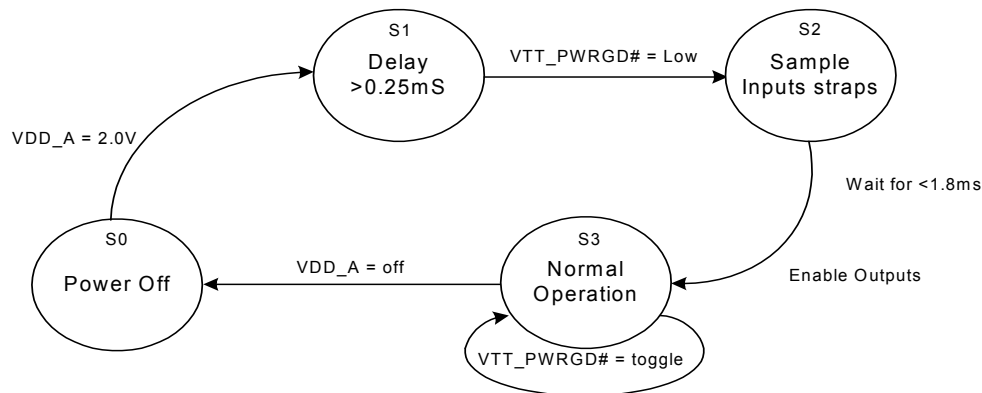 S1
Delay
>0.25mS
VTT_PWRGD# = Low
S2
Sample
Inputs straps
VDD_A = 2.0V
Wait for <1.8ms
S0
Power Off
VDD_A = off
S3
Normal
Operation
Enable Outputs
VTT_PWRGD# = toggle